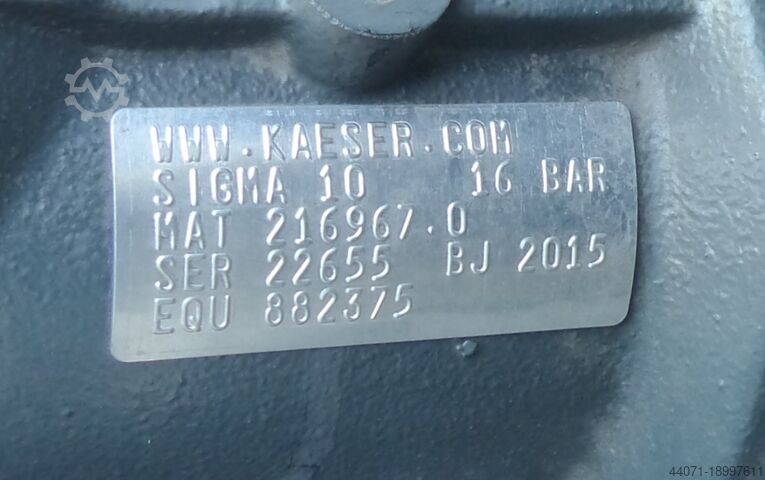 WWW.KAESER.COM
SIGMA 10 16 BAR
MAT 216967.0
SER 22655 BJ 2015
EQU 882375
44071-18997611